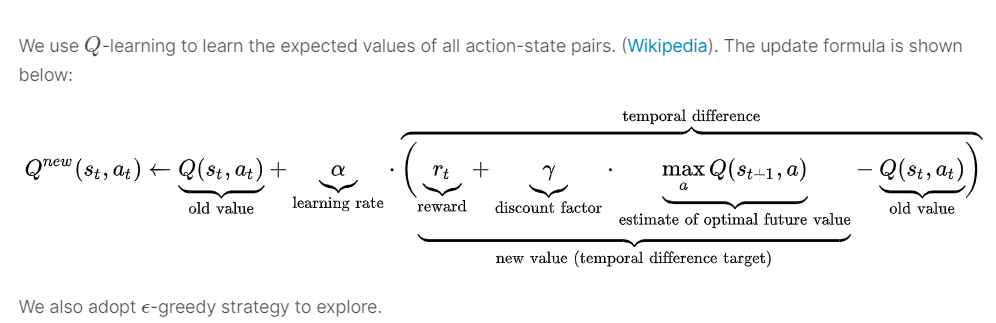 We use Q-learning to learn the expected values of all action-state pairs. (Wikipedia). The update formula is shown
below:
temporal difference
Q^{new}(s_t, a_t) ← Q(s_t, a_t) + α · ( r_t + γ · max_a Q(s_{t+1}, a) − Q(s_t, a_t) )
old value learning rate reward discount factor estimate of optimal future value old value
new value (temporal difference target)
We also adopt ϵ-greedy strategy to explore.